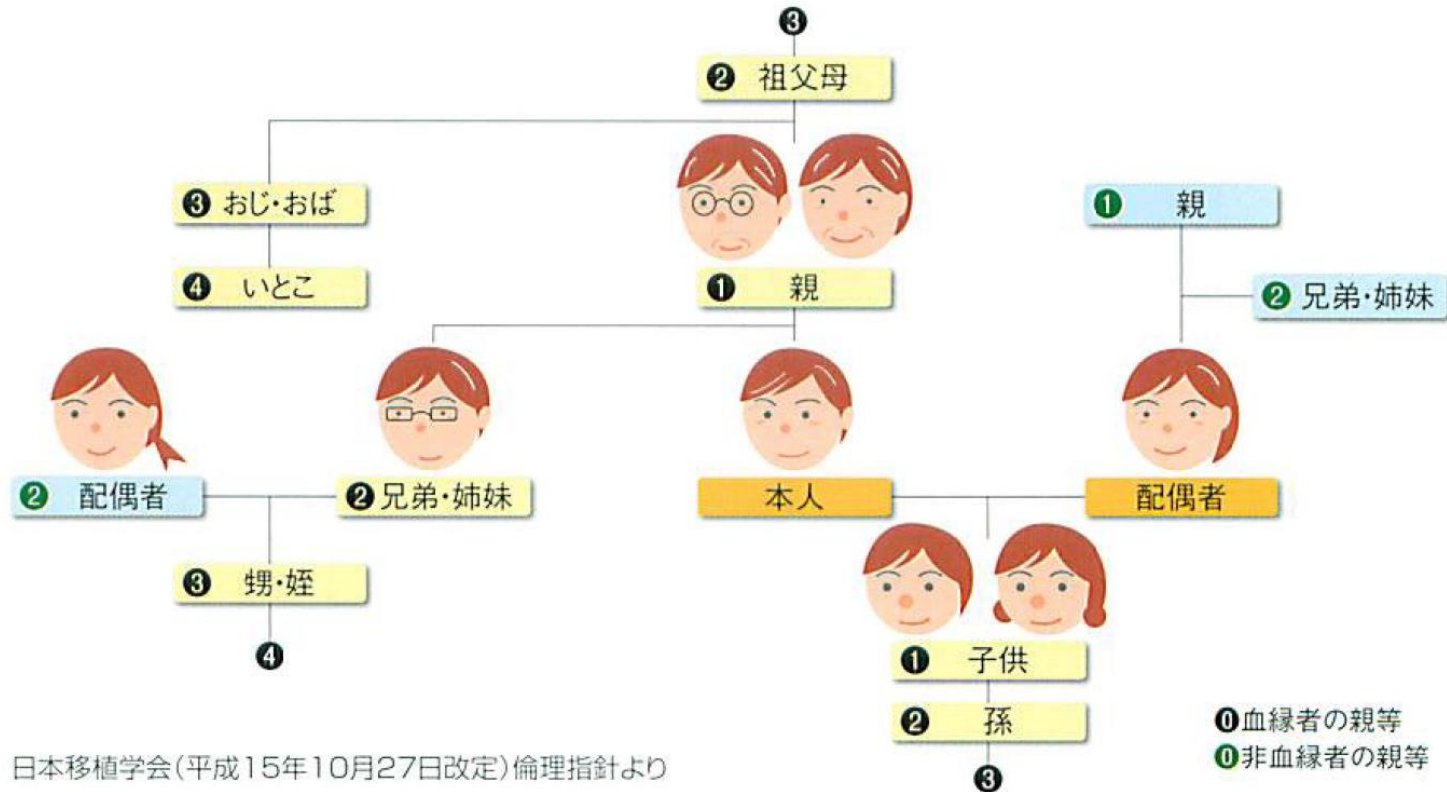 ❸
❷ 祖父母
❸ おじ・おば
❶ 親
❹ いとこ
❶ 親
❷ 兄弟・姉妹
❷ 配偶者
❷ 兄弟・姉妹
本人
配偶者
❸ 甥・姪
❹
❶ 子供
❷ 孫
❸
⓿血縁者の親等
⓿非血縁者の親等
日本移植学会(平成15年10月27日改定)倫理指針より